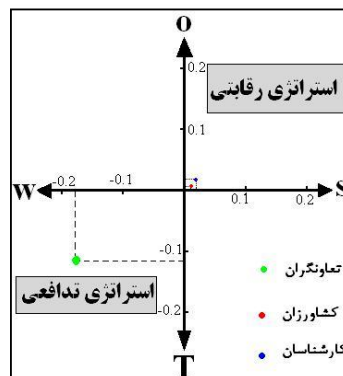 O
0.2
استراتژی رقابتی
0.1
-0.2
-0.1
W
S
0.1
0.2
-0.1
تعاونگران
استراتژی تدافعی
-0.2
کشاورزان
کارشناسان
T